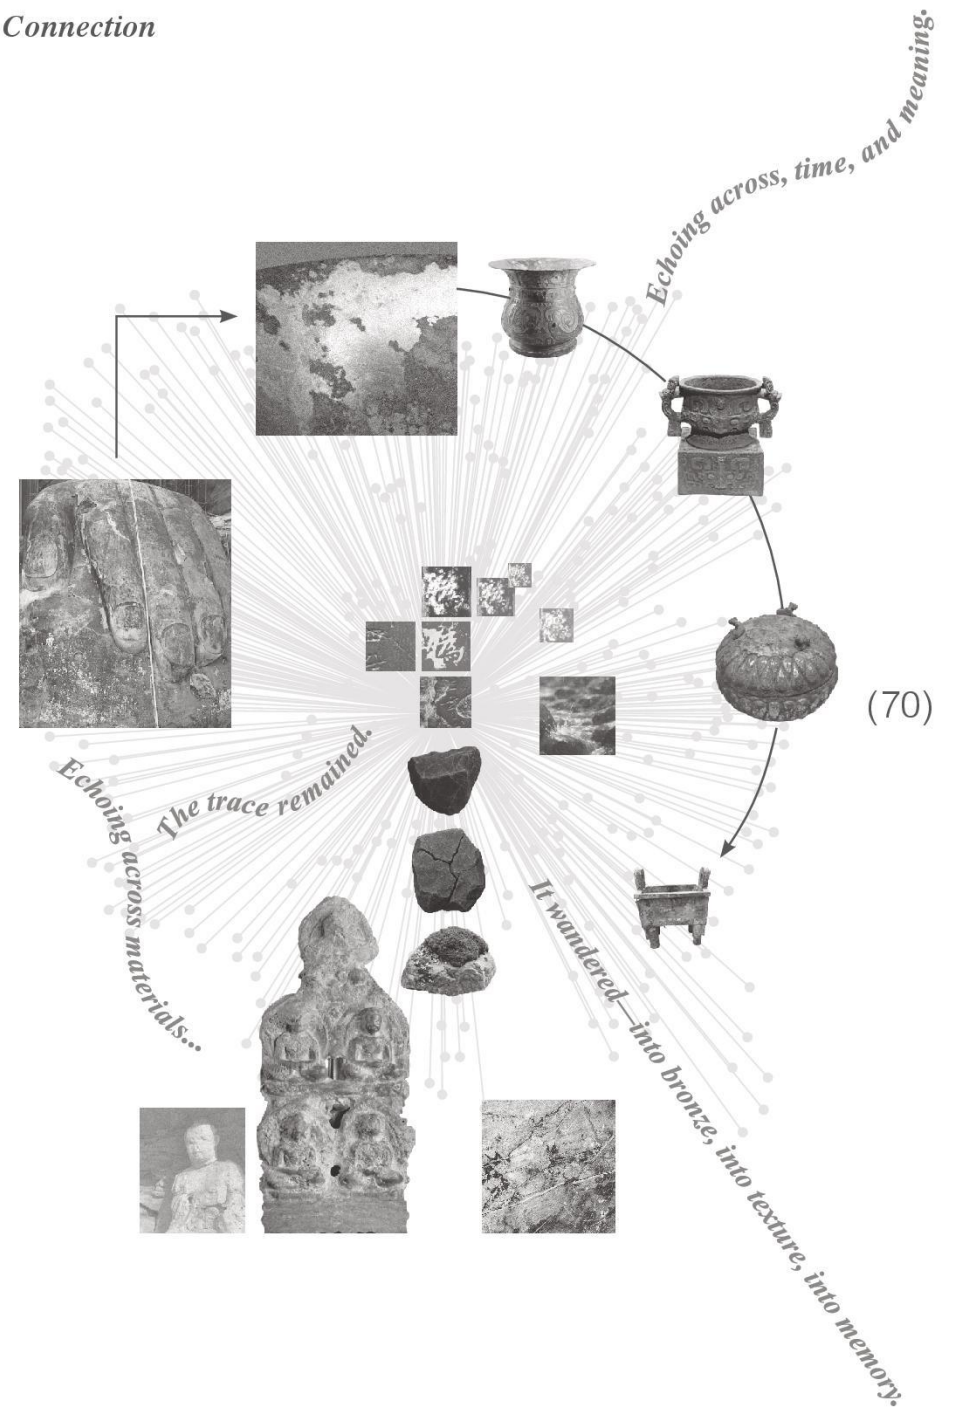 Connection
Echoing across, time, and meaning.
(70)
The trace remained.
Echoing across materials...
It wandered—into bronze, into texture, into memory.